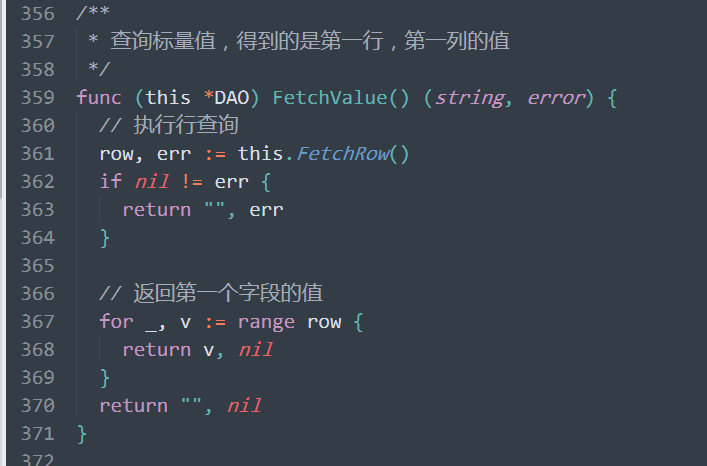 356 /**
357  * 查询标量值，得到的是第一行，第一列的值
358  */
359 func (this *DAO) FetchValue() (string, error) {
360   // 执行行查询
361   row, err := this.FetchRow()
362   if nil != err {
363     return "", err
364   }
365
366   // 返回第一个字段的值
367   for _, v := range row {
368     return v, nil
369   }
370   return "", nil
371 }
372